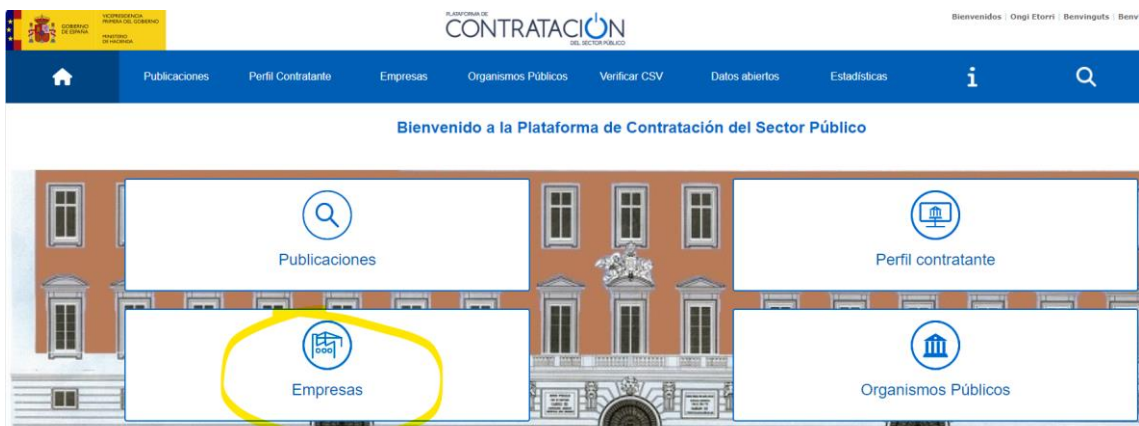 GOBIERNO
DE ESPAÑA
VICEPRESIDENCIA
PRIMERA DEL GOBIERNO
MINISTERIO
DE HACIENDA
PLATAFORMA DE
CONTRATACIÓN
DEL SECTOR PÚBLICO
Bienvenidos | Ongi Etorri | Benvinguts | Benv
Publicaciones Perfil Contratante Empresas Organismos Públicos Verificar CSV Datos abiertos Estadísticas
Bienvenido a la Plataforma de Contratación del Sector Público
Publicaciones
Perfil contratante
Empresas
Organismos Públicos